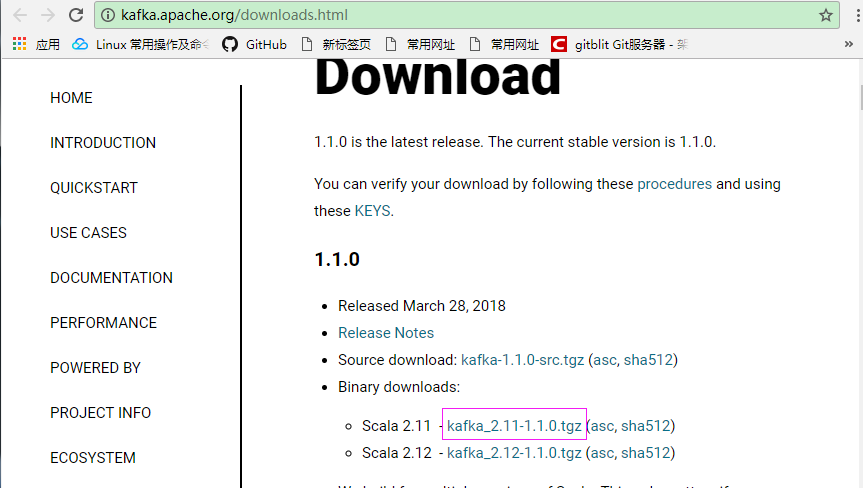 kafka.apache.org/downloads.html
应用 Linux 常用操作及命令 GitHub 新标签页 常用网址 常用网址 gitblit Git服务器 - »
Download
HOME
1.1.0 is the latest release. The current stable version is 1.1.0.
INTRODUCTION
You can verify your download by following these procedures and using
QUICKSTART
these KEYS.
USE CASES
1.1.0
DOCUMENTATION
Released March 28, 2018
PERFORMANCE
Release Notes
Source download: kafka-1.1.0-src.tgz (asc, sha512)
POWERED BY
Binary downloads:
PROJECT INFO
Scala 2.11 - kafka_2.11-1.1.0.tgz (asc, sha512)
ECOSYSTEM
Scala 2.12 - kafka_2.12-1.1.0.tgz (asc, sha512)